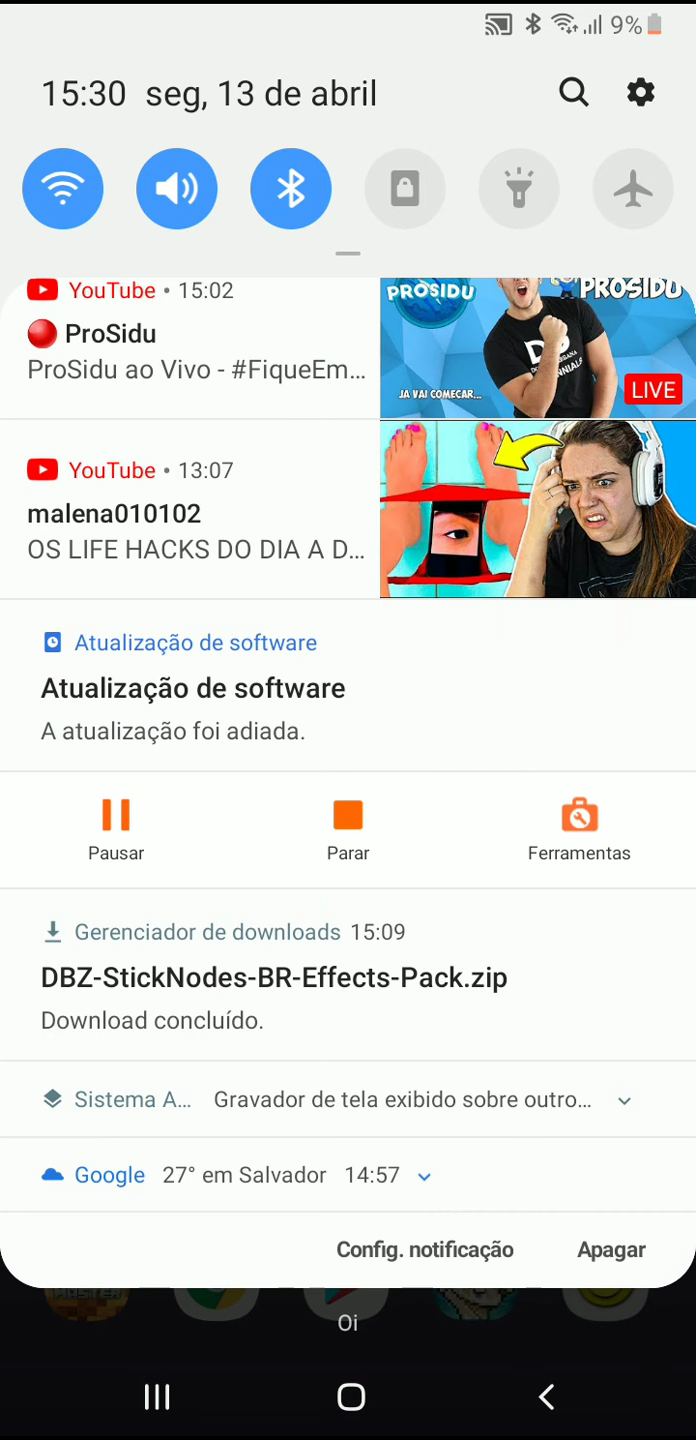 9%
15:30 seg, 13 de abril
YouTube • 15:02
ProSidu
ProSidu ao Vivo - #FiqueEm...
PROSIDU
PROSIDU
JA VAI COMEÇAR...
LIVE
YouTube • 13:07
malena010102
OS LIFE HACKS DO DIA A D...
Atualização de software
Atualização de software
A atualização foi adiada.
Pausar Parar Ferramentas
Gerenciador de downloads 15:09
DBZ-StickNodes-BR-Effects-Pack.zip
Download concluído.
Sistema A... Gravador de tela exibido sobre outro...
Google 27° em Salvador 14:57
Config. notificação Apagar
Oi